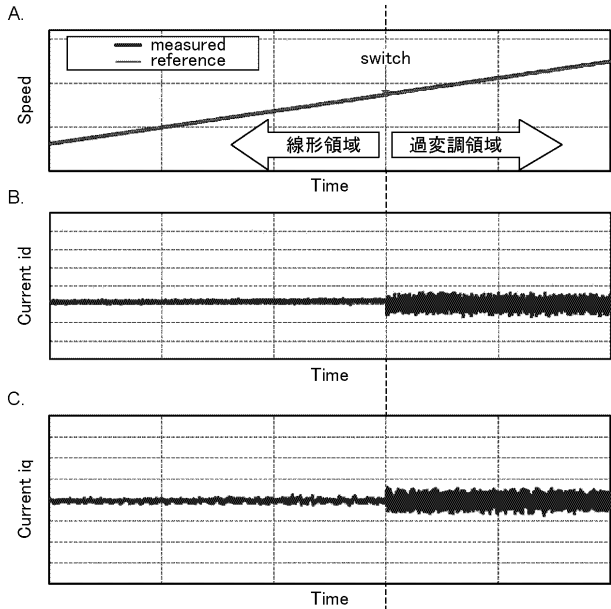 A.
measured
reference
switch
Speed
線形領域
過変調領域
Time
B.
Current id
Time
C.
Current iq
Time